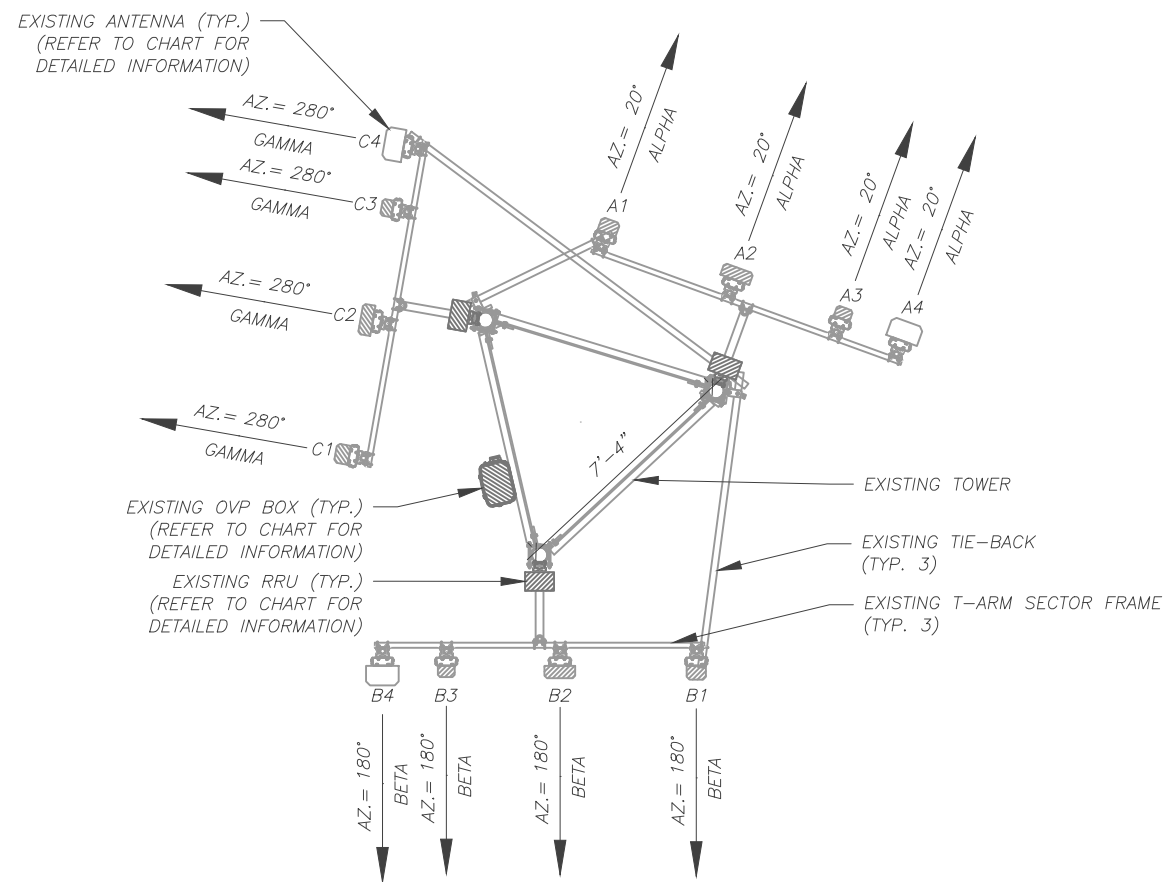 EXISTING ANTENNA (TYP.)
(REFER TO CHART FOR
DETAILED INFORMATION)
AZ.= 280°
GAMMA
C4
AZ.= 280°
GAMMA
C3
AZ.= 280°
GAMMA
C2
AZ.= 280°
GAMMA
C1
AZ.= 20°
ALPHA
A1
AZ.= 20°
ALPHA
A2
AZ.= 20°
ALPHA
A3
AZ.= 20°
ALPHA
A4
7'-4"
EXISTING TOWER
EXISTING OVP BOX (TYP.)
(REFER TO CHART FOR
DETAILED INFORMATION)
EXISTING TIE-BACK
(TYP. 3)
EXISTING RRU (TYP.)
(REFER TO CHART FOR
DETAILED INFORMATION)
EXISTING T-ARM SECTOR FRAME
(TYP. 3)
B4
B3
B2
B1
AZ.= 180°
BETA
AZ.= 180°
BETA
AZ.= 180°
BETA
AZ.= 180°
BETA